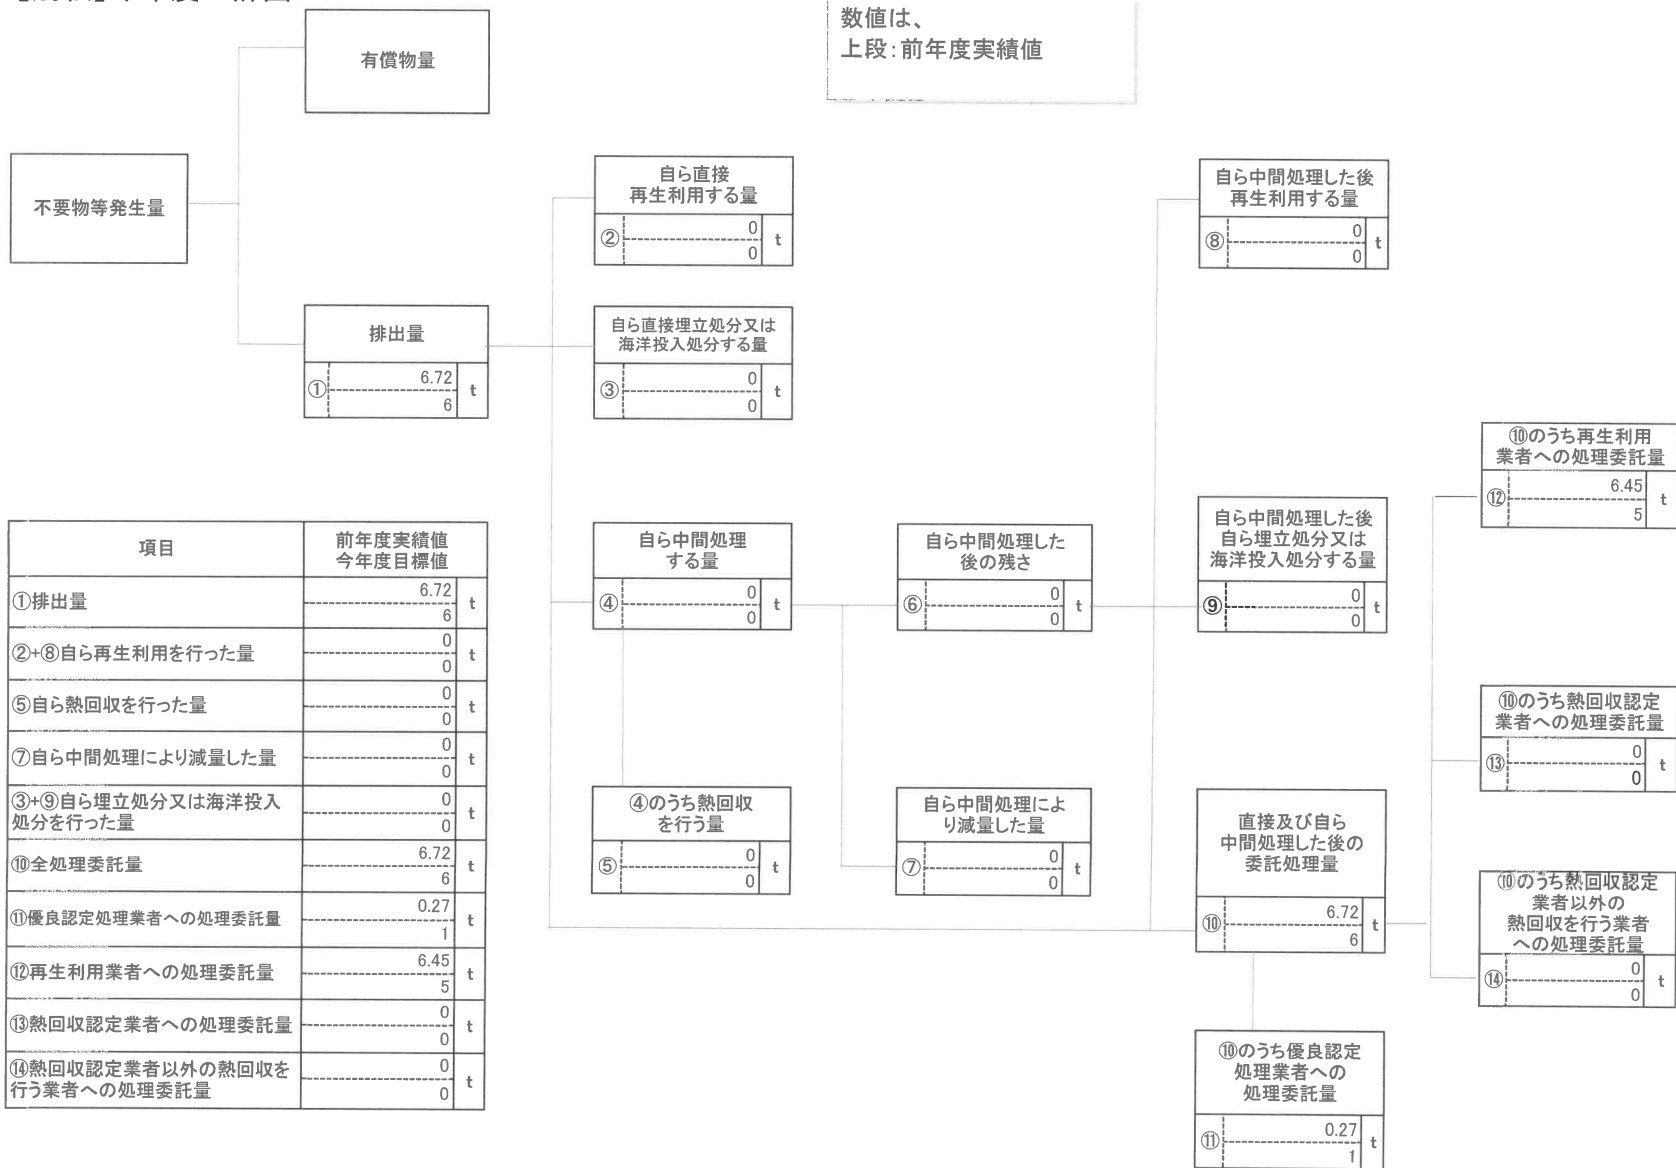 数値は、
上段:前年度実績値
有償物量
不要物等発生量
排出量
① 6.72 t
6
自ら直接
再生利用する量
② 0 t
0
自ら直接埋立処分又は
海洋投入処分する量
③ 0 t
0
自ら中間処理
する量
④ 0 t
0
④のうち熱回収
を行う量
⑤ 0 t
0
自ら中間処理した
後の残さ
⑥ 0 t
0
自ら中間処理によ
り減量した量
⑦ 0 t
0
自ら中間処理した後
再生利用する量
⑧ 0 t
0
自ら中間処理した後
自ら埋立処分又は
海洋投入処分する量
⑨ 0 t
0
直接及び自ら
中間処理した後の
委託処理量
⑩ 6.72 t
6
⑩のうち優良認定
処理業者への
処理委託量
⑪ 0.27 t
1
⑩のうち再生利用
業者への処理委託量
⑫ 6.45 t
5
⑩のうち熱回収認定
業者への処理委託量
⑬ 0 t
0
⑩のうち熱回収認定
業者以外の
熱回収を行う業者
への処理委託量
⑭ 0 t
0
項目 前年度実績値
今年度目標値
①排出量 6.72 t
6
②+⑧自ら再生利用を行った量 0 t
0
⑤自ら熱回収を行った量 0 t
0
⑦自ら中間処理により減量した量 0 t
0
③+⑨自ら埋立処分又は海洋投入
処分を行った量 0 t
0
⑩全処理委託量 6.72 t
6
⑪優良認定処理業者への処理委託量 0.27 t
1
⑫再生利用業者への処理委託量 6.45 t
5
⑬熱回収認定業者への処理委託量 0 t
0
⑭熱回収認定業者以外の熱回収を
行う業者への処理委託量 0 t
0